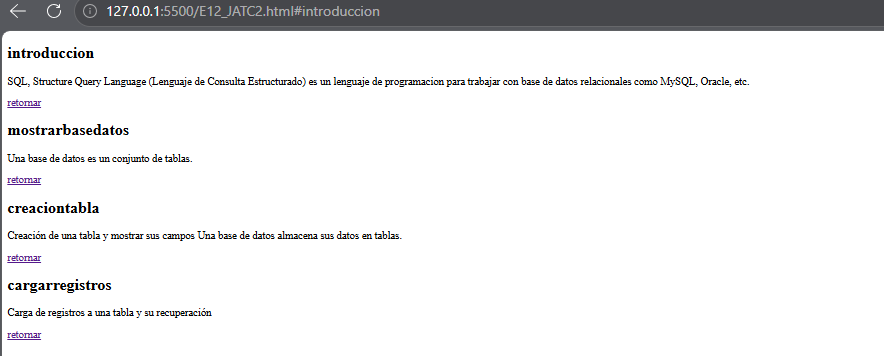 127.0.0.1:5500/E12_JATC2.html#introduccion
introduccion
SQL, Structure Query Language (Lenguaje de Consulta Estructurado) es un lenguaje de programacion para trabajar con base de datos relacionales como MySQL, Oracle, etc.
retornar
mostrarbasedatos
Una base de datos es un conjunto de tablas.
retornar
creaciontabla
Creación de una tabla y mostrar sus campos Una base de datos almacena sus datos en tablas.
retornar
cargarregistros
Carga de registros a una tabla y su recuperación
retornar